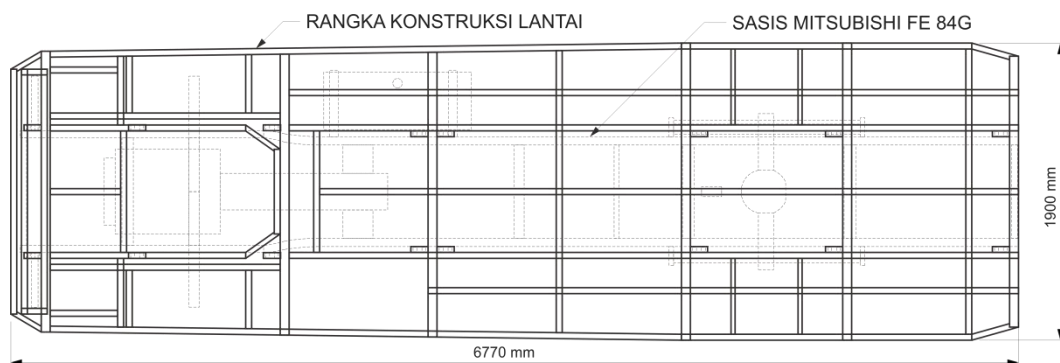 RANGKA KONSTRUKSI LANTAI
SASIS MITSUBISHI FE 84G
1900 mm
6770 mm